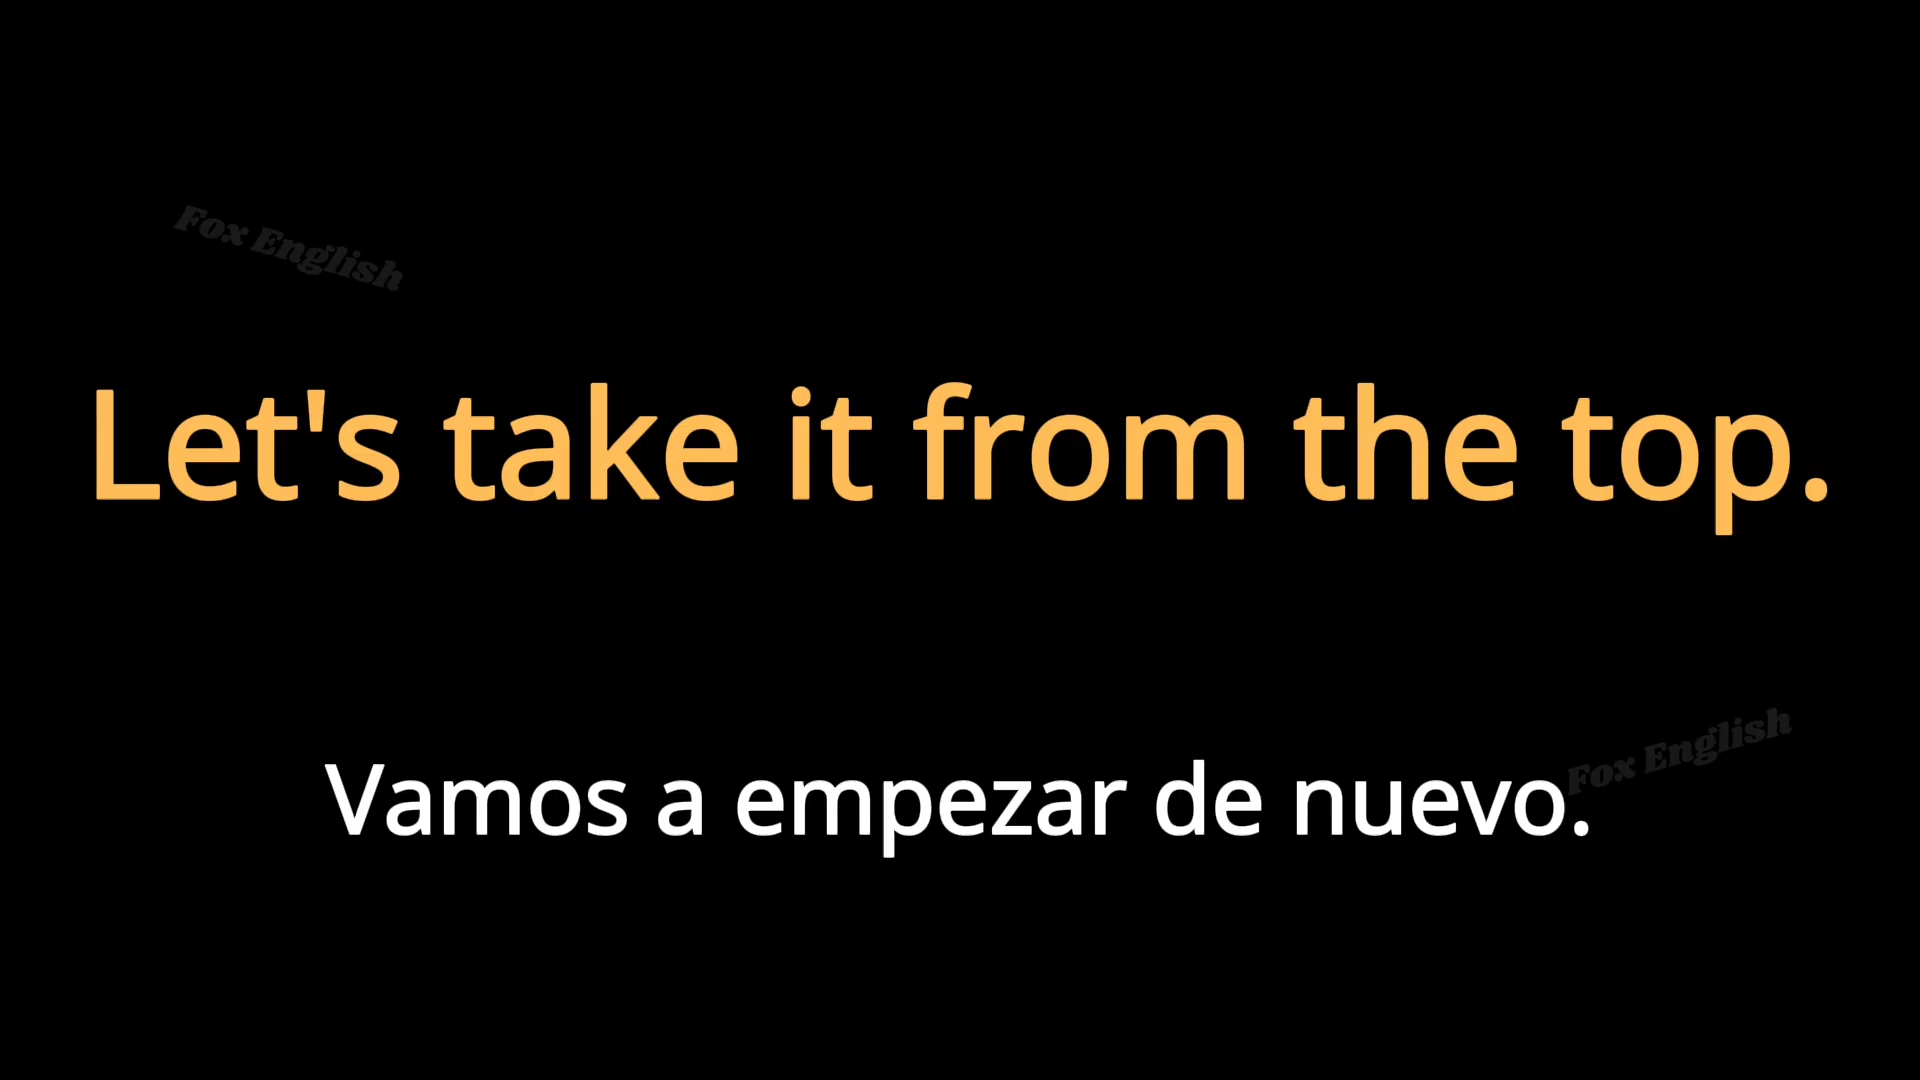 Fox English
Let's take it from the top.
Fox English
Vamos a empezar de nuevo.